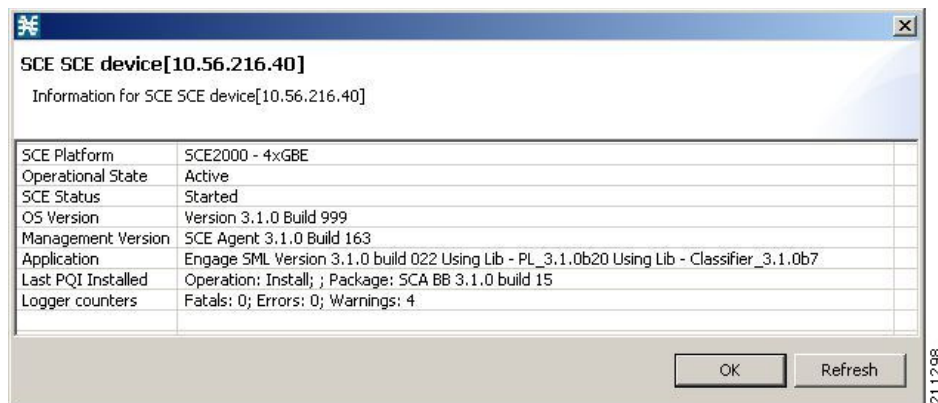 SCE SCE device[10.56.216.40]
Information for SCE SCE device[10.56.216.40]
SCE Platform SCE2000 - 4xGBE
Operational State Active
SCE Status Started
OS Version Version 3.1.0 Build 999
Management Version SCE Agent 3.1.0 Build 163
Application Engage SML Version 3.1.0 build 022 Using Lib - PL_3.1.0b20 Using Lib - Classifier_3.1.0b7
Last PQI Installed Operation: Install; ; Package: SCA BB 3.1.0 build 15
Logger counters Fatals: 0; Errors: 0; Warnings: 4
OK Refresh
211298